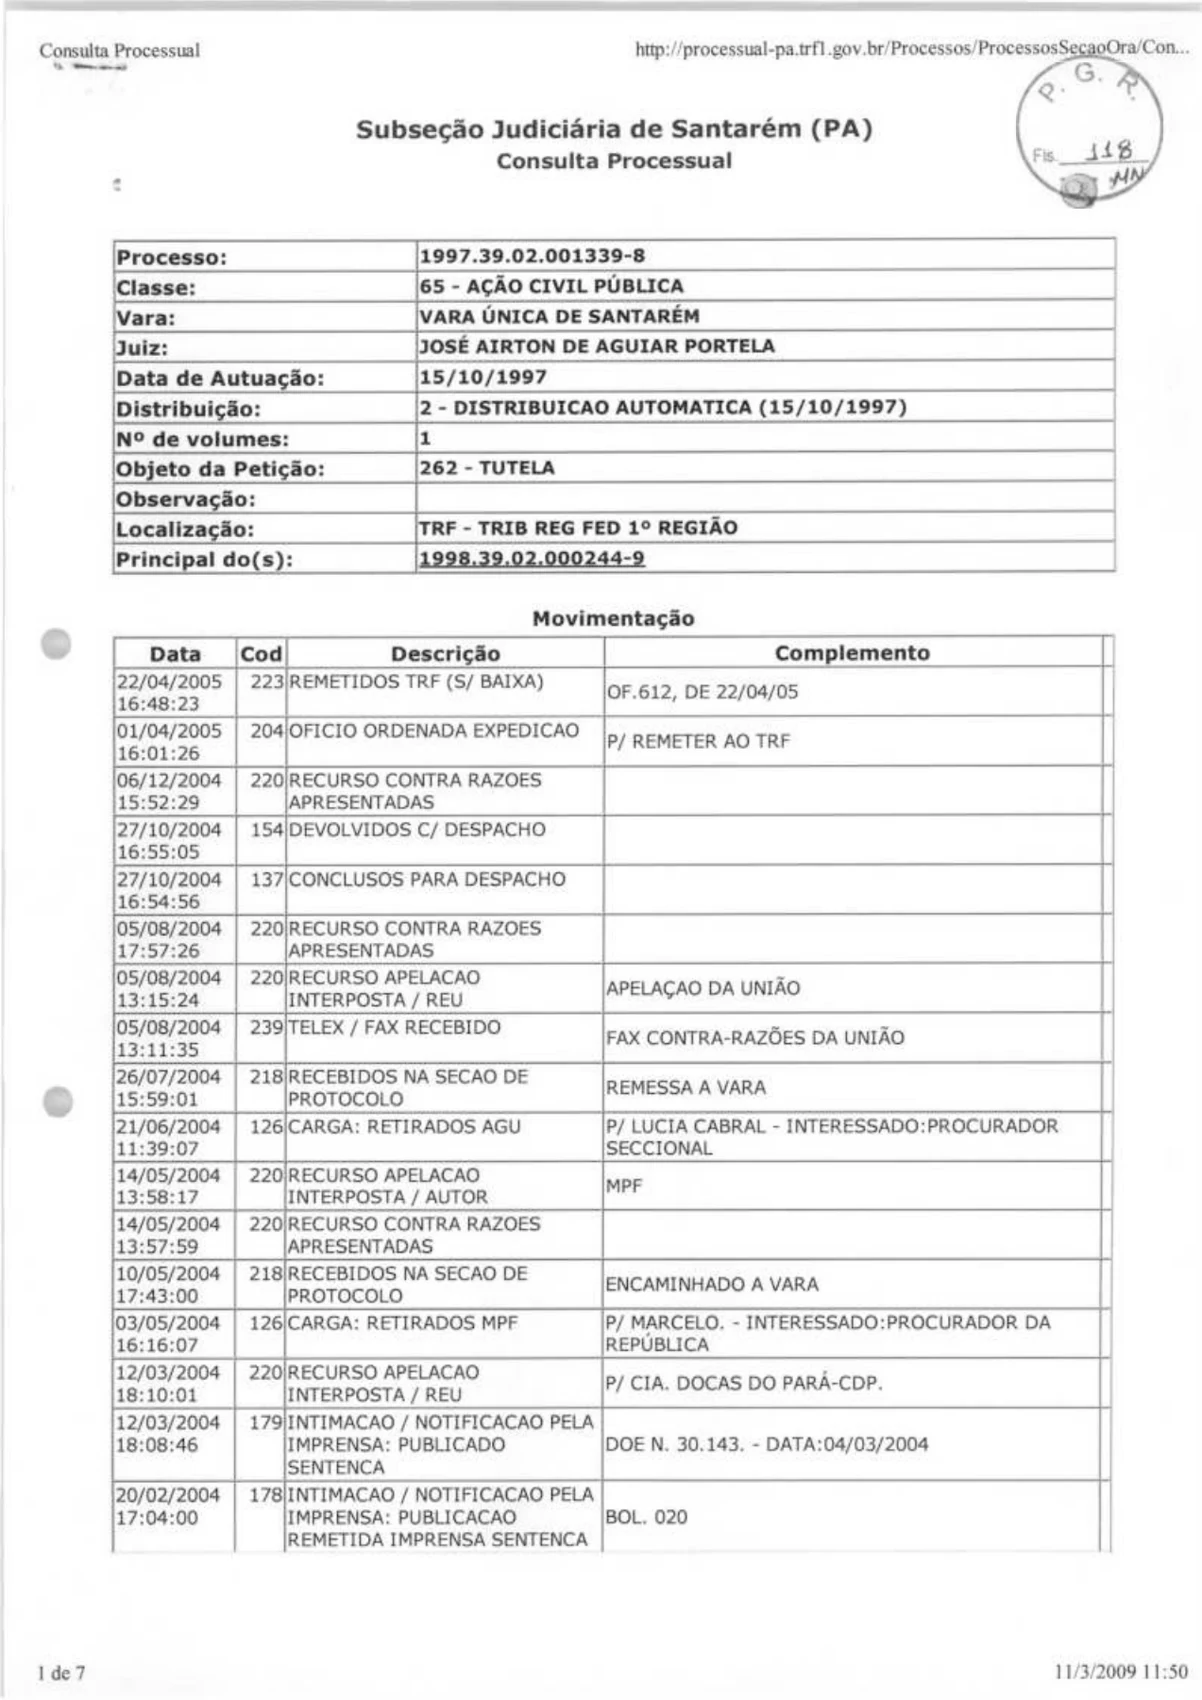 Consulta Processual
http://processual-pa.trf1.gov.br/Processos/ProcessosSecaoOra/Con...
P. G. R.
Fls. 118
MN
Subseção Judiciária de Santarém (PA)
Consulta Processual
Processo: 1997.39.02.001339-8
Classe: 65 - AÇÃO CIVIL PÚBLICA
Vara: VARA ÚNICA DE SANTARÉM
Juiz: JOSÉ AIRTON DE AGUIAR PORTELA
Data de Autuação: 15/10/1997
Distribuição: 2 - DISTRIBUICAO AUTOMATICA (15/10/1997)
Nº de volumes: 1
Objeto da Petição: 262 - TUTELA
Observação:
Localização: TRF - TRIB REG FED 1º REGIÃO
Principal do(s): 1998.39.02.000244-9
Movimentação
Data Cod Descrição Complemento
22/04/2005 223 REMETIDOS TRF (S/ BAIXA) OF.612, DE 22/04/05
16:48:23
01/04/2005 204 OFICIO ORDENADA EXPEDICAO P/ REMETER AO TRF
16:01:26
06/12/2004 220 RECURSO CONTRA RAZOES
15:52:29 APRESENTADAS
27/10/2004 154 DEVOLVIDOS C/ DESPACHO
16:55:05
27/10/2004 137 CONCLUSOS PARA DESPACHO
16:54:56
05/08/2004 220 RECURSO CONTRA RAZOES
17:57:26 APRESENTADAS
05/08/2004 220 RECURSO APELACAO APELAÇAO DA UNIÃO
13:15:24 INTERPOSTA / REU
05/08/2004 239 TELEX / FAX RECEBIDO FAX CONTRA-RAZÕES DA UNIÃO
13:11:35
26/07/2004 218 RECEBIDOS NA SECAO DE REMESSA A VARA
15:59:01 PROTOCOLO
21/06/2004 126 CARGA: RETIRADOS AGU P/ LUCIA CABRAL - INTERESSADO:PROCURADOR
11:39:07 SECCIONAL
14/05/2004 220 RECURSO APELACAO MPF
13:58:17 INTERPOSTA / AUTOR
14/05/2004 220 RECURSO CONTRA RAZOES
13:57:59 APRESENTADAS
10/05/2004 218 RECEBIDOS NA SECAO DE ENCAMINHADO A VARA
17:43:00 PROTOCOLO
03/05/2004 126 CARGA: RETIRADOS MPF P/ MARCELO. - INTERESSADO:PROCURADOR DA
16:16:07 REPÚBLICA
12/03/2004 220 RECURSO APELACAO P/ CIA. DOCAS DO PARÁ-CDP.
18:10:01 INTERPOSTA / REU
12/03/2004 179 INTIMACAO / NOTIFICACAO PELA
18:08:46 IMPRENSA: PUBLICADO DOE N. 30.143. - DATA:04/03/2004
SENTENCA
20/02/2004 178 INTIMACAO / NOTIFICACAO PELA
17:04:00 IMPRENSA: PUBLICACAO BOL. 020
REMETIDA IMPRENSA SENTENCA
1 de 7
11/3/2009 11:50